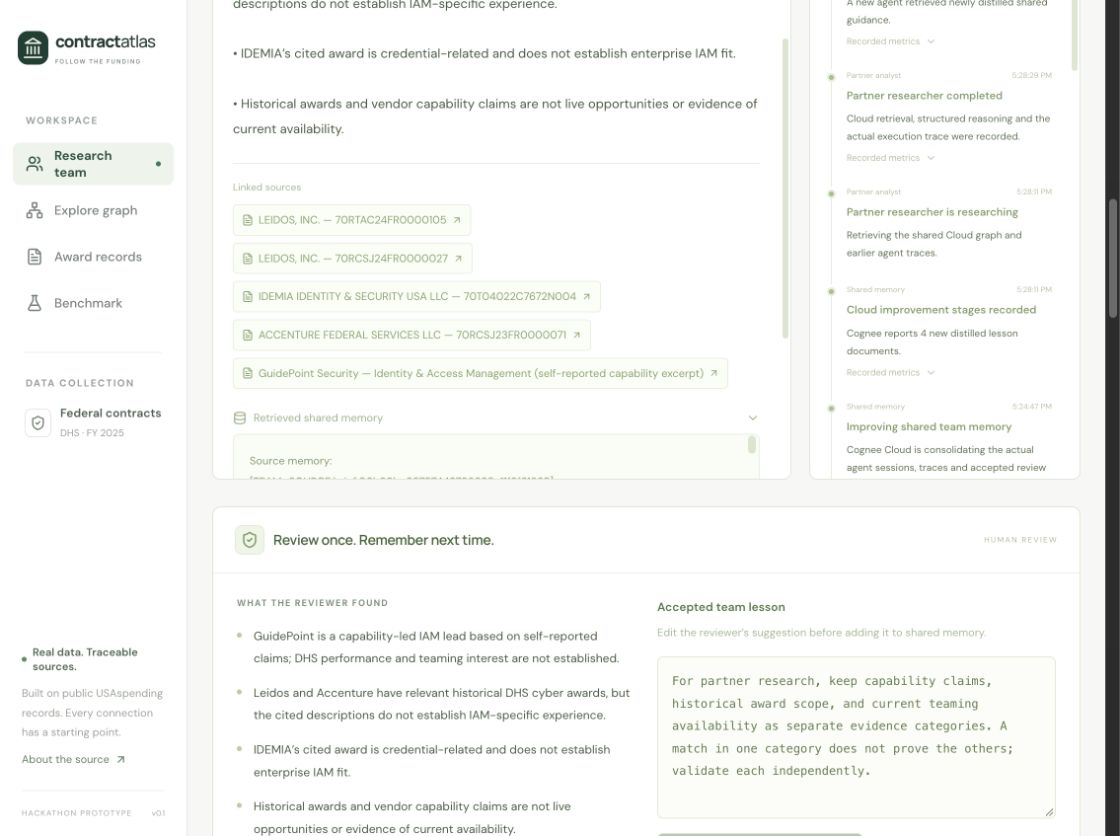 contractatlas
FOLLOW THE FUNDING
WORKSPACE
Research
team
Explore graph
Award records
Benchmark
DATA COLLECTION
Federal contracts
DHS · FY 2025
Real data. Traceable
sources.
Built on public USAspending
records. Every connection
has a starting point.
About the source ↗
HACKATHON PROTOTYPE v0.1
descriptions do not establish IAM-specific experience.
• IDEMIA's cited award is credential-related and does not establish enterprise IAM fit.
• Historical awards and vendor capability claims are not live opportunities or evidence of
current availability.
Linked sources
LEIDOS, INC. — 70RTAC24FR0000105 ↗
LEIDOS, INC. — 70RCSJ24FR0000027 ↗
IDEMIA IDENTITY & SECURITY USA LLC — 70T04022C7672N004 ↗
ACCENTURE FEDERAL SERVICES LLC — 70RCSJ23FR0000071 ↗
GuidePoint Security — Identity & Access Management (self-reported capability excerpt) ↗
Retrieved shared memory
Source memory:
A new agent retrieved newly distilled shared
guidance.
Recorded metrics
Partner analyst 5:28:29 PM
Partner researcher completed
Cloud retrieval, structured reasoning and the
actual execution trace were recorded.
Recorded metrics
Partner analyst 5:28:11 PM
Partner researcher is researching
Retrieving the shared Cloud graph and
earlier agent traces.
Shared memory 5:28:11 PM
Cloud improvement stages recorded
Cognee reports 4 new distilled lesson
documents.
Recorded metrics
Shared memory 5:24:47 PM
Improving shared team memory
Cognee Cloud is consolidating the actual
agent sessions, traces and accepted review
Review once. Remember next time.
HUMAN REVIEW
WHAT THE REVIEWER FOUND
• GuidePoint is a capability-led IAM lead based on self-reported
claims; DHS performance and teaming interest are not established.
• Leidos and Accenture have relevant historical DHS cyber awards, but
the cited descriptions do not establish IAM-specific experience.
• IDEMIA's cited award is credential-related and does not establish
enterprise IAM fit.
• Historical awards and vendor capability claims are not live
opportunities or evidence of current availability.
Accepted team lesson
Edit the reviewer's suggestion before adding it to shared memory.
For partner research, keep capability claims,
historical award scope, and current teaming
availability as separate evidence categories. A
match in one category does not prove the others;
validate each independently.